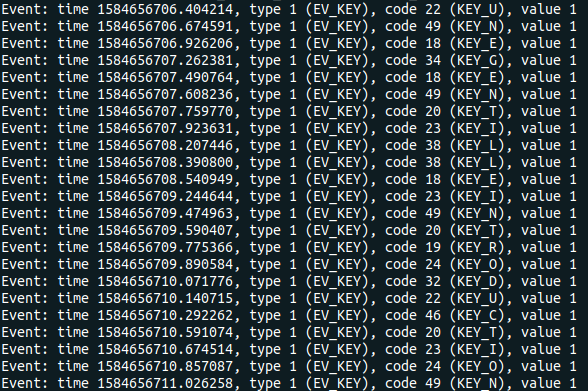 Event: time 1584656706.404214, type 1 (EV_KEY), code 22 (KEY_U), value 1
Event: time 1584656706.674591, type 1 (EV_KEY), code 49 (KEY_N), value 1
Event: time 1584656706.926206, type 1 (EV_KEY), code 18 (KEY_E), value 1
Event: time 1584656707.262381, type 1 (EV_KEY), code 34 (KEY_G), value 1
Event: time 1584656707.490764, type 1 (EV_KEY), code 18 (KEY_E), value 1
Event: time 1584656707.608236, type 1 (EV_KEY), code 49 (KEY_N), value 1
Event: time 1584656707.759770, type 1 (EV_KEY), code 20 (KEY_T), value 1
Event: time 1584656707.923631, type 1 (EV_KEY), code 23 (KEY_I), value 1
Event: time 1584656708.207446, type 1 (EV_KEY), code 38 (KEY_L), value 1
Event: time 1584656708.390800, type 1 (EV_KEY), code 38 (KEY_L), value 1
Event: time 1584656708.540949, type 1 (EV_KEY), code 18 (KEY_E), value 1
Event: time 1584656709.244644, type 1 (EV_KEY), code 23 (KEY_I), value 1
Event: time 1584656709.474963, type 1 (EV_KEY), code 49 (KEY_N), value 1
Event: time 1584656709.590407, type 1 (EV_KEY), code 20 (KEY_T), value 1
Event: time 1584656709.775366, type 1 (EV_KEY), code 19 (KEY_R), value 1
Event: time 1584656709.890584, type 1 (EV_KEY), code 24 (KEY_O), value 1
Event: time 1584656710.071776, type 1 (EV_KEY), code 32 (KEY_D), value 1
Event: time 1584656710.140715, type 1 (EV_KEY), code 22 (KEY_U), value 1
Event: time 1584656710.292262, type 1 (EV_KEY), code 46 (KEY_C), value 1
Event: time 1584656710.591074, type 1 (EV_KEY), code 20 (KEY_T), value 1
Event: time 1584656710.674514, type 1 (EV_KEY), code 23 (KEY_I), value 1
Event: time 1584656710.857087, type 1 (EV_KEY), code 24 (KEY_O), value 1
Event: time 1584656711.026258, type 1 (EV_KEY), code 49 (KEY_N), value 1